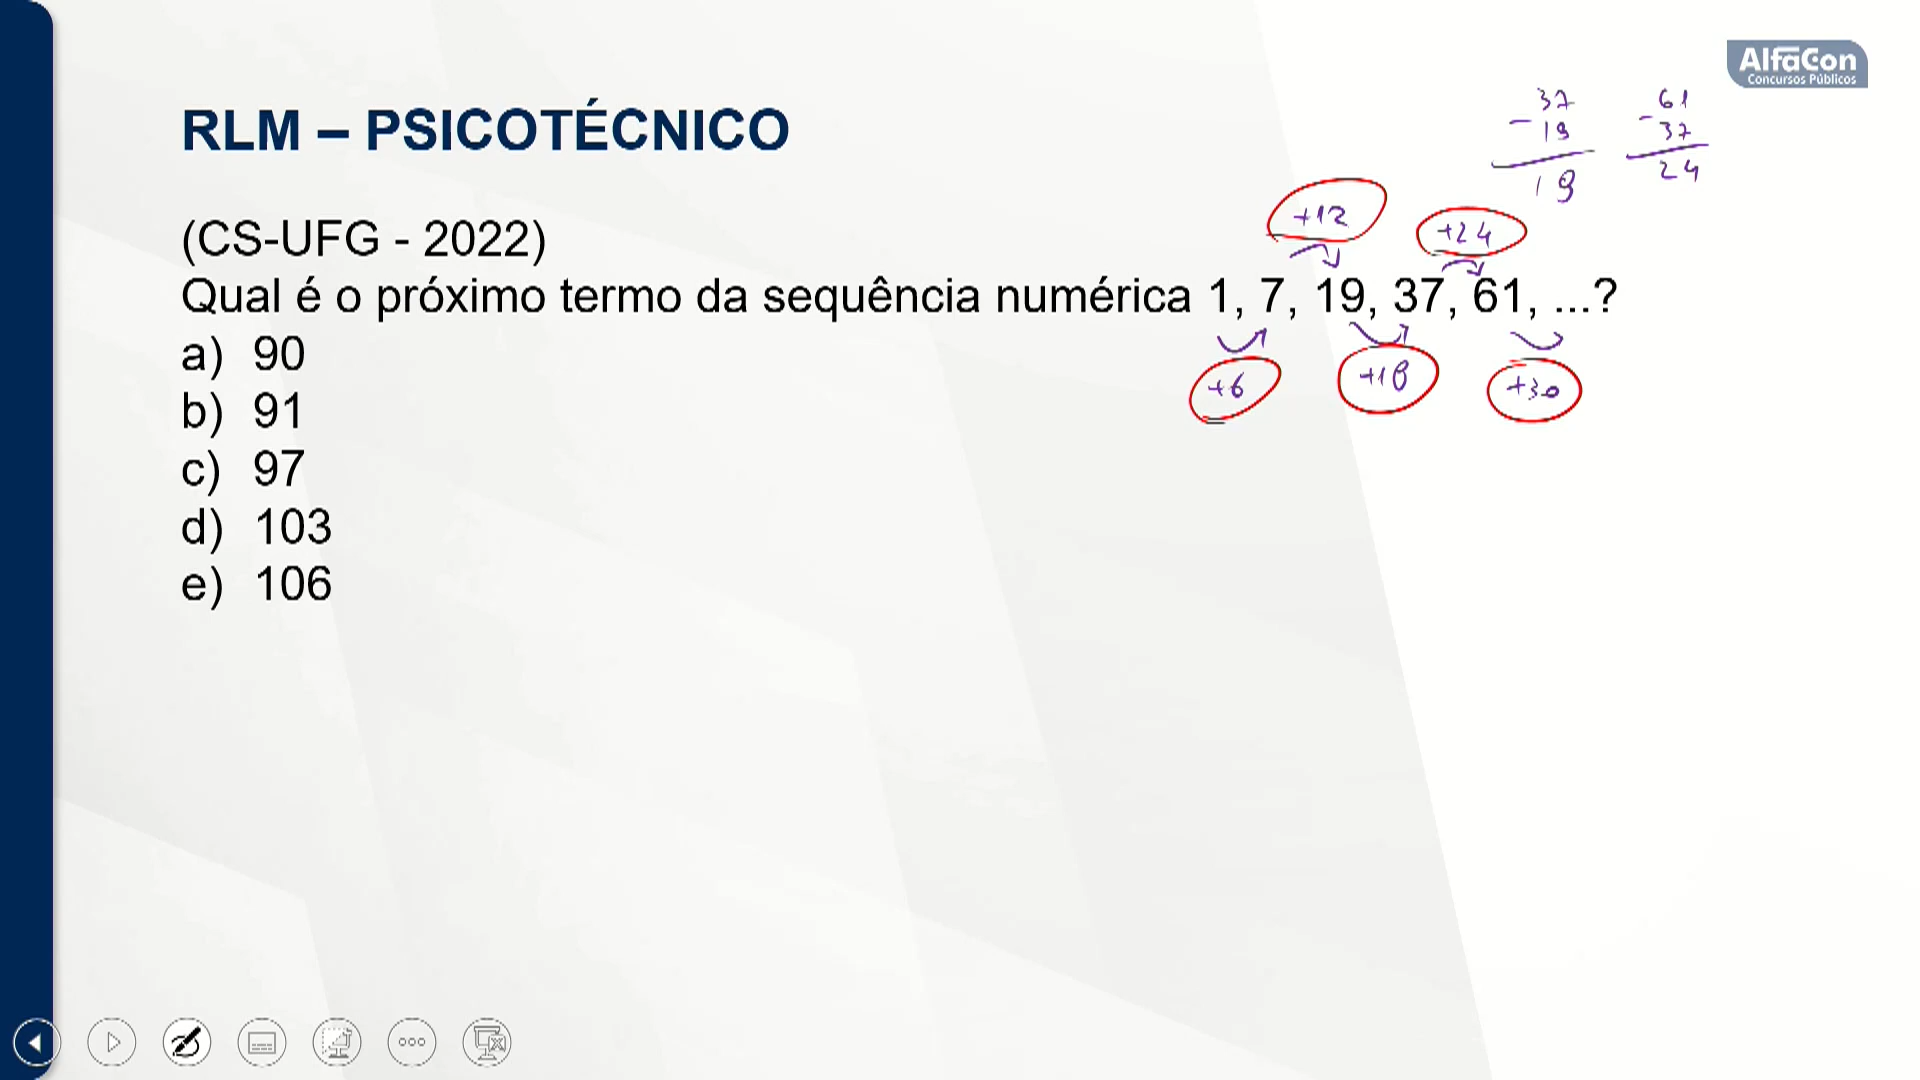 AlfaCon
Concursos Públicos
RLM – PSICOTÉCNICO
- 37
19
18
- 61
37
24
(CS-UFG - 2022)
+12
+24
Qual é o próximo termo da sequência numérica 1, 7, 19, 37, 61, ...?
+6
+18
+30
a) 90
b) 91
c) 97
d) 103
e) 106